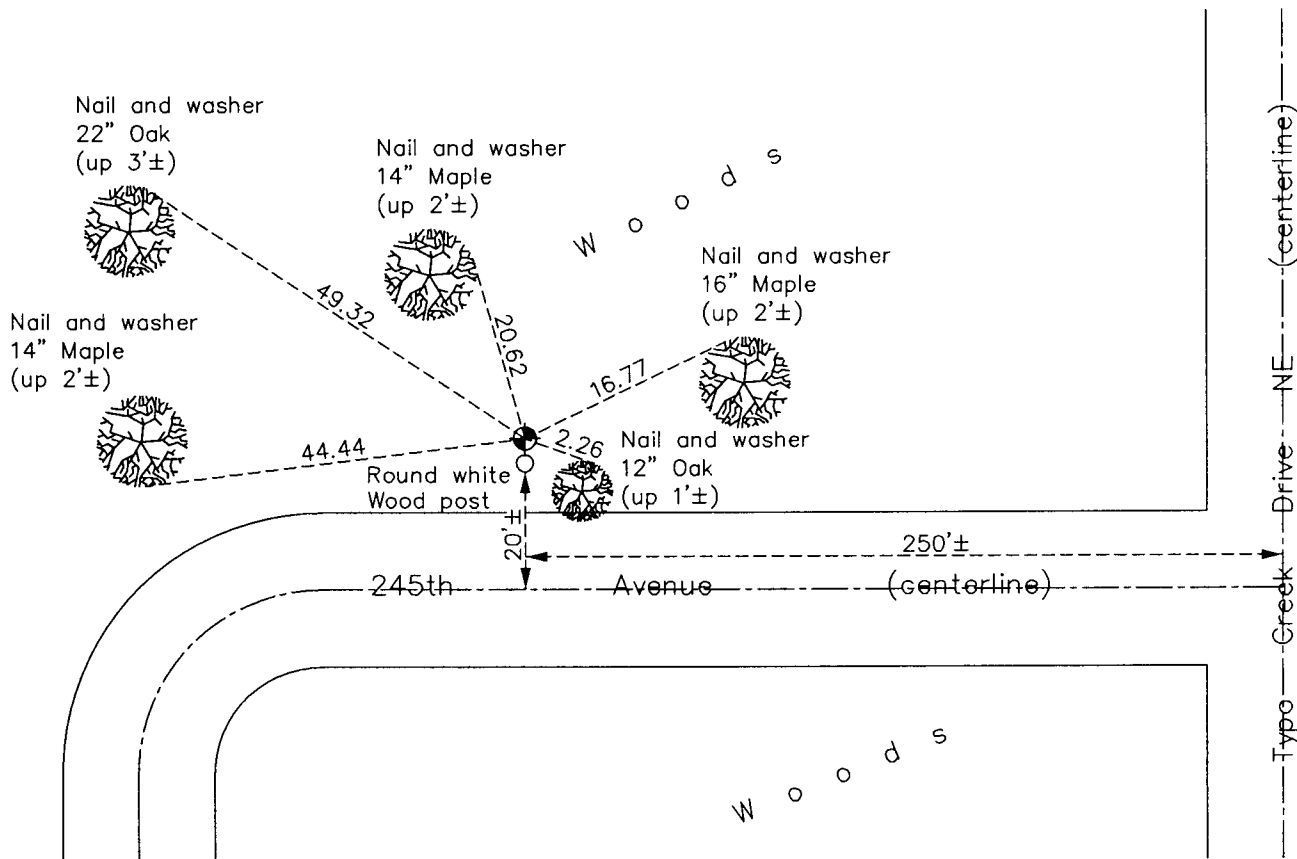 Nail and washer
22" Oak
(up 3'±)
Nail and washer
14" Maple
(up 2'±)
Woods
Nail and washer
16" Maple
(up 2'±)
Nail and washer
14" Maple
(up 2'±)
49.32
20.62
16.77
44.44
2.26
Nail and washer
12" Oak
(up 1'±)
Round white
Wood post
20'±
250'±
245th Avenue (centerline)
Typo Creek Drive NE (centerline)
Woods